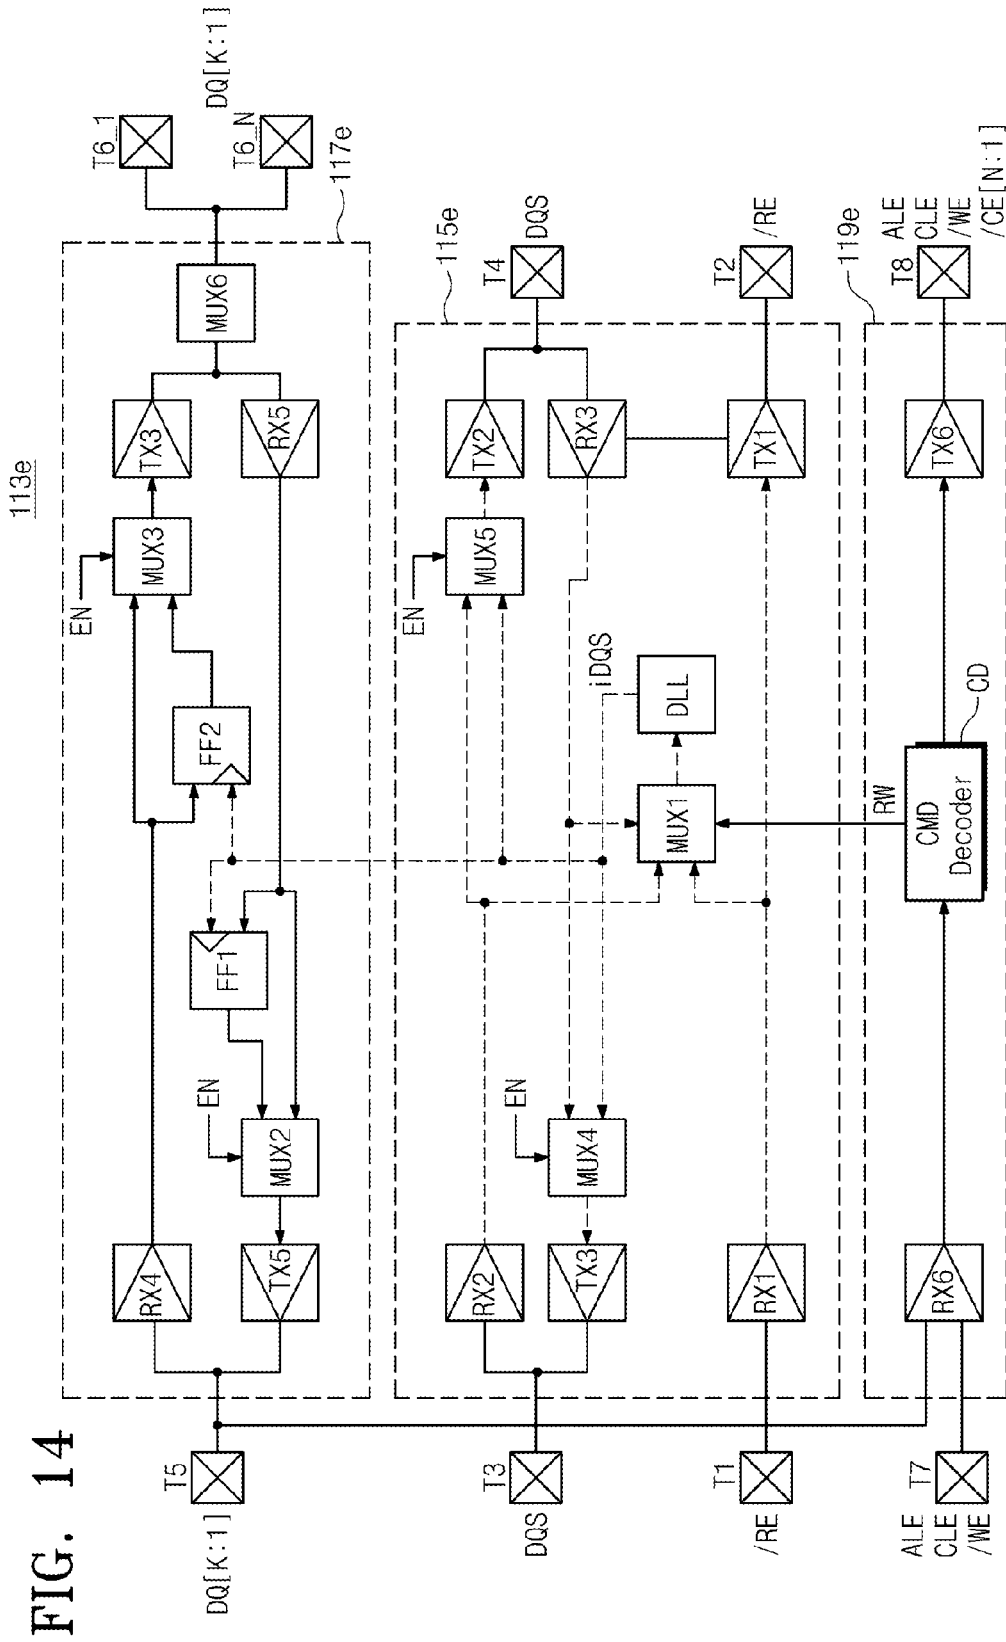 FIG. 14
113e
EN
T5
DQ[K:1]
RX4
TX5
EN
MUX2
FF1
FF2
MUX3
TX3
RX5
MUX6
T6_1
T6_N
DQ[K:1]
117e
T3
DQS
RX2
TX3
EN
MUX4
EN
MUX5
TX2
RX3
iDQS
DLL
MUX1
T4
DQS
115e
T1
/RE
RX1
TX1
T2
/RE
RW
T7
ALE
CLE
/WE
RX6
CMD
Decoder
CD
TX6
T8
ALE
CLE
/WE
/CE[N:1]
119e